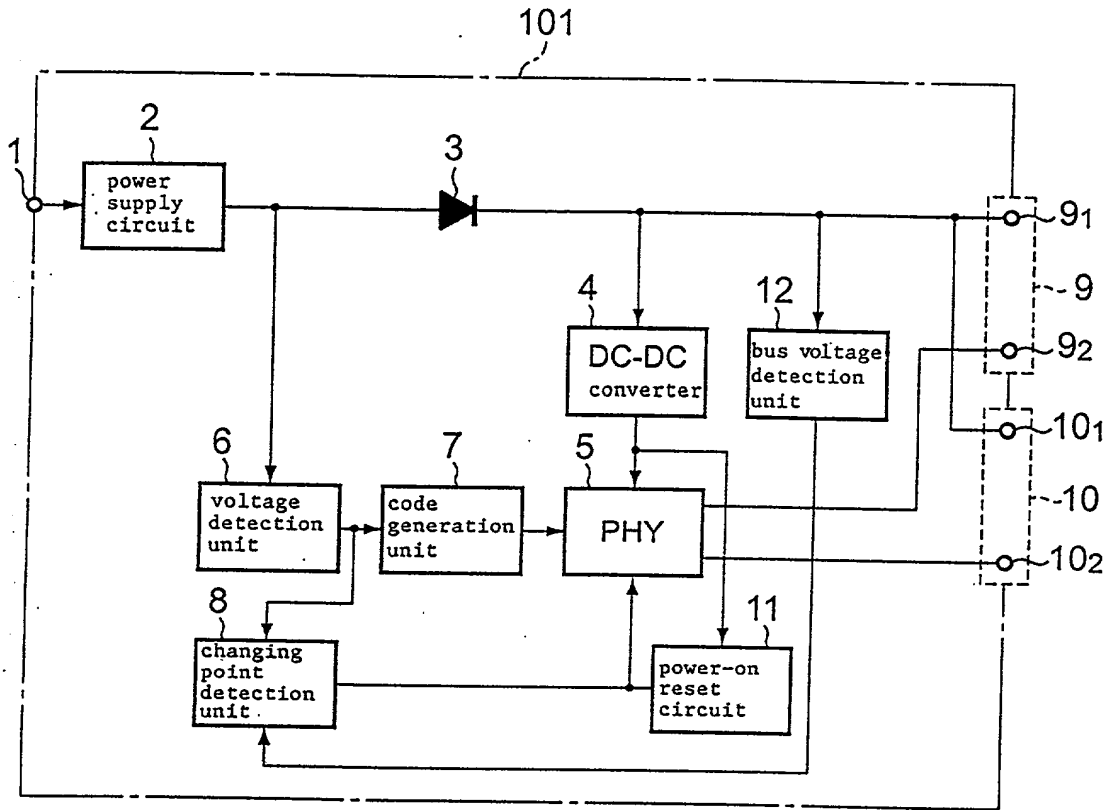 101
1
2
power
supply
circuit
3
9₁
9
9₂
4
DC-DC
converter
12
bus voltage
detection
unit
10₁
10
10₂
6
voltage
detection
unit
7
code
generation
unit
5
PHY
8
changing
point
detection
unit
11
power-on
reset
circuit